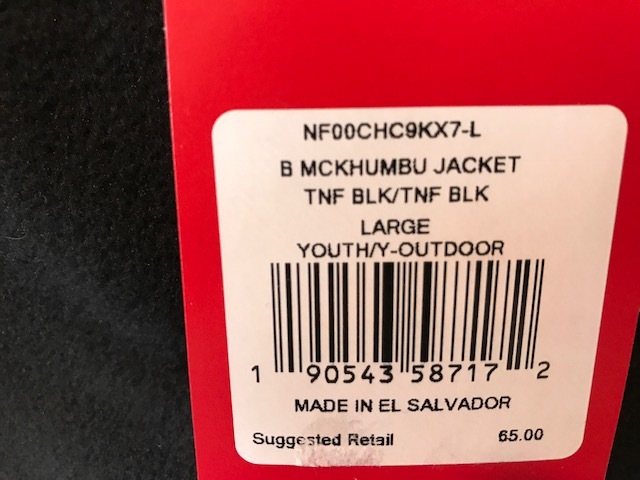 NF00CHC9KX7-L
B MCKHUMBU JACKET
TNF BLK/TNF BLK
LARGE
YOUTH/Y-OUTDOOR
1 90543 58717 2
MADE IN EL SALVADOR
Suggested Retail 65.00